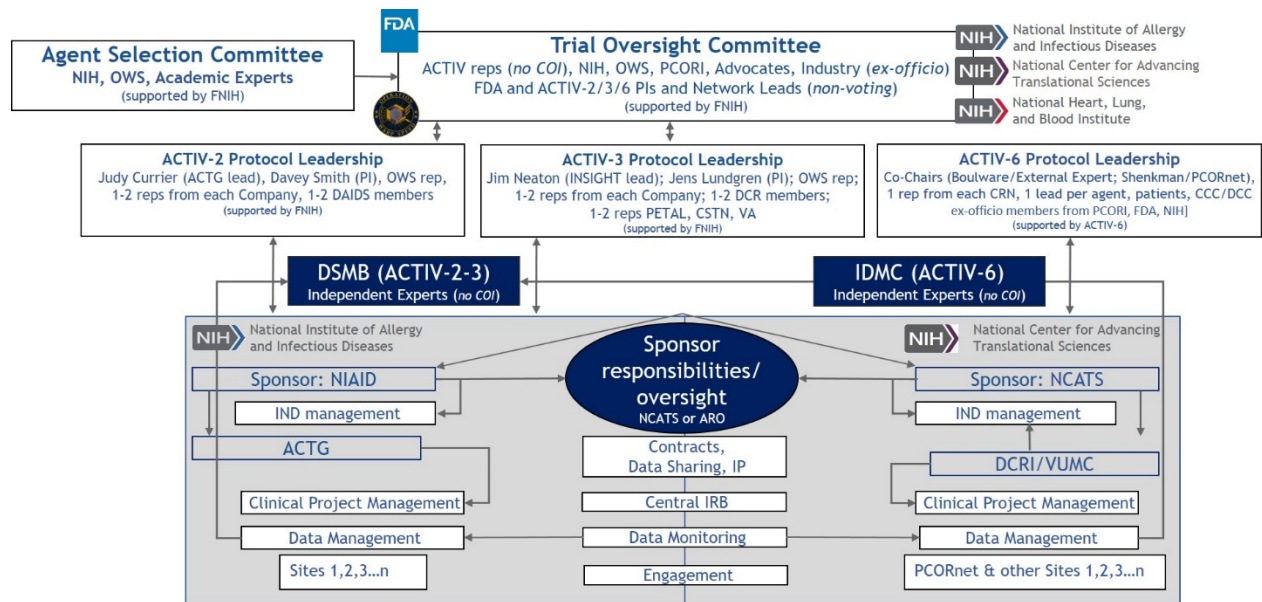 FDA
Agent Selection Committee
NIH, OWS, Academic Experts
(supported by FNIH)
Trial Oversight Committee
ACTIV reps (no COI), NIH, OWS, PCORI, Advocates, Industry (ex-officio)
FDA and ACTIV-2/3/6 PIs and Network Leads (non-voting)
(supported by FNIH)
NIH
National Institute of Allergy
and Infectious Diseases
NIH
National Center for Advancing
Translational Sciences
NIH
National Heart, Lung,
and Blood Institute
ACTIV-2 Protocol Leadership
Judy Currier (ACTG lead), Davey Smith (PI), OWS rep,
1-2 reps from each Company, 1-2 DAIDS members
(supported by FNIH)
ACTIV-3 Protocol Leadership
Jim Neaton (INSIGHT lead); Jens Lundgren (PI); OWS rep;
1-2 reps from each Company; 1-2 DCR members;
1-2 reps PETAL, CSTN, VA
(supported by FNIH)
ACTIV-6 Protocol Leadership
Co-Chairs (Boulware/External Expert; Shenkman/PCORnet),
1 rep from each CRN, 1 lead per agent, patients, CCC/DCC
ex-officio members from PCORI, FDA, NIH]
(supported by ACTIV-6)
DSMB (ACTIV-2-3)
Independent Experts (no COI)
IDMC (ACTIV-6)
Independent Experts (no COI)
NIH
National Institute of Allergy
and Infectious Diseases
NIH
National Center for Advancing
Translational Sciences
Sponsor
responsibilities/
oversight
NCATS or ARO
Sponsor: NIAID
IND management
ACTG
Clinical Project Management
Data Management
Sites 1,2,3...n
Contracts,
Data Sharing, IP
Central IRB
Data Monitoring
Engagement
Sponsor: NCATS
IND management
DCRI/VUMC
Clinical Project Management
Data Management
PCORnet & other Sites 1,2,3...n